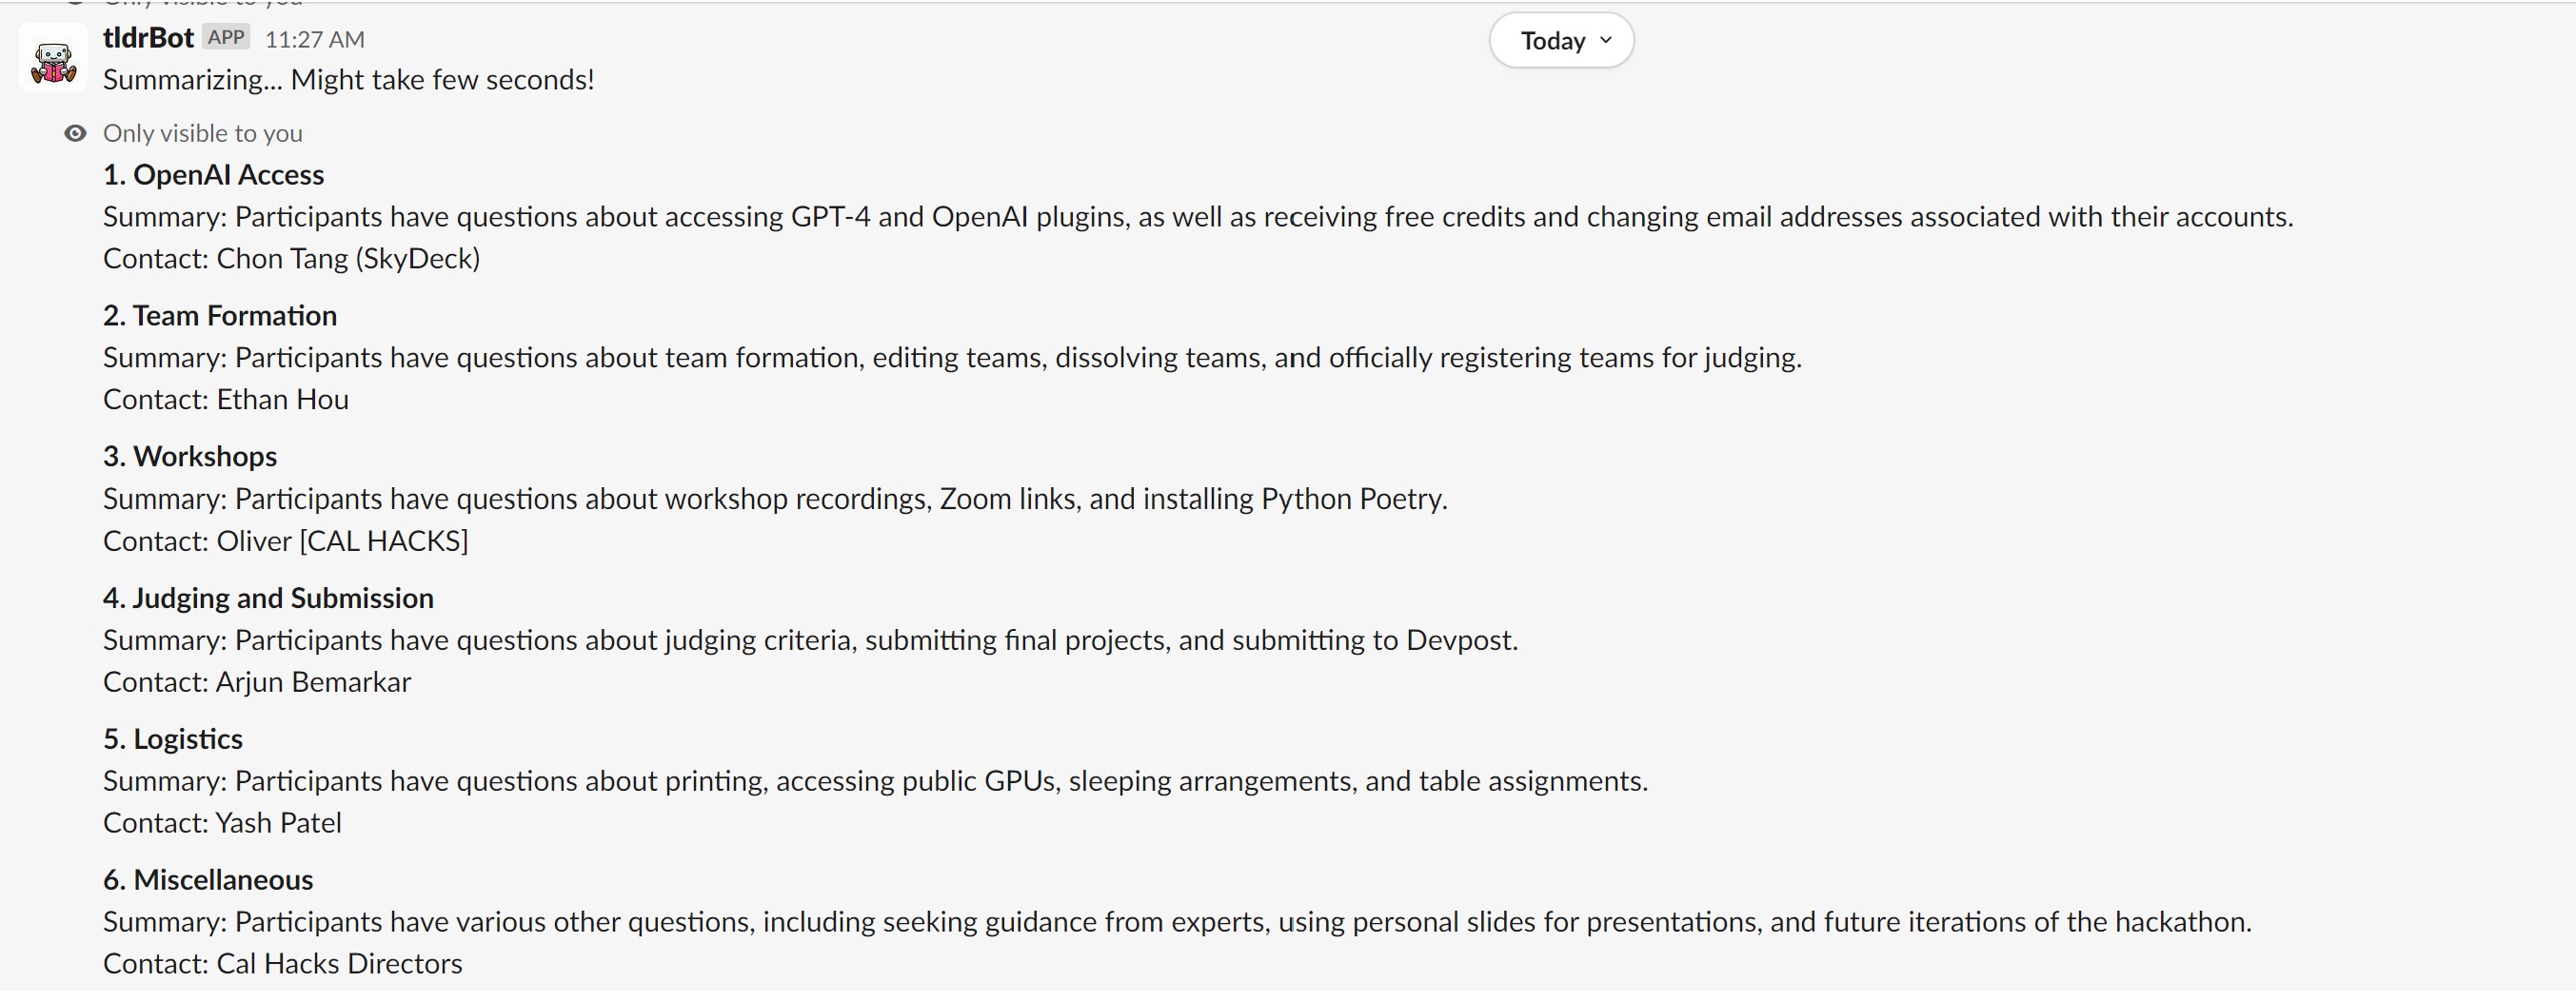 Only visible to you
tldrBot APP 11:27 AM
Today
Summarizing... Might take few seconds!
Only visible to you
1. OpenAI Access
Summary: Participants have questions about accessing GPT-4 and OpenAI plugins, as well as receiving free credits and changing email addresses associated with their accounts.
Contact: Chon Tang (SkyDeck)
2. Team Formation
Summary: Participants have questions about team formation, editing teams, dissolving teams, and officially registering teams for judging.
Contact: Ethan Hou
3. Workshops
Summary: Participants have questions about workshop recordings, Zoom links, and installing Python Poetry.
Contact: Oliver [CAL HACKS]
4. Judging and Submission
Summary: Participants have questions about judging criteria, submitting final projects, and submitting to Devpost.
Contact: Arjun Bemarkar
5. Logistics
Summary: Participants have questions about printing, accessing public GPUs, sleeping arrangements, and table assignments.
Contact: Yash Patel
6. Miscellaneous
Summary: Participants have various other questions, including seeking guidance from experts, using personal slides for presentations, and future iterations of the hackathon.
Contact: Cal Hacks Directors